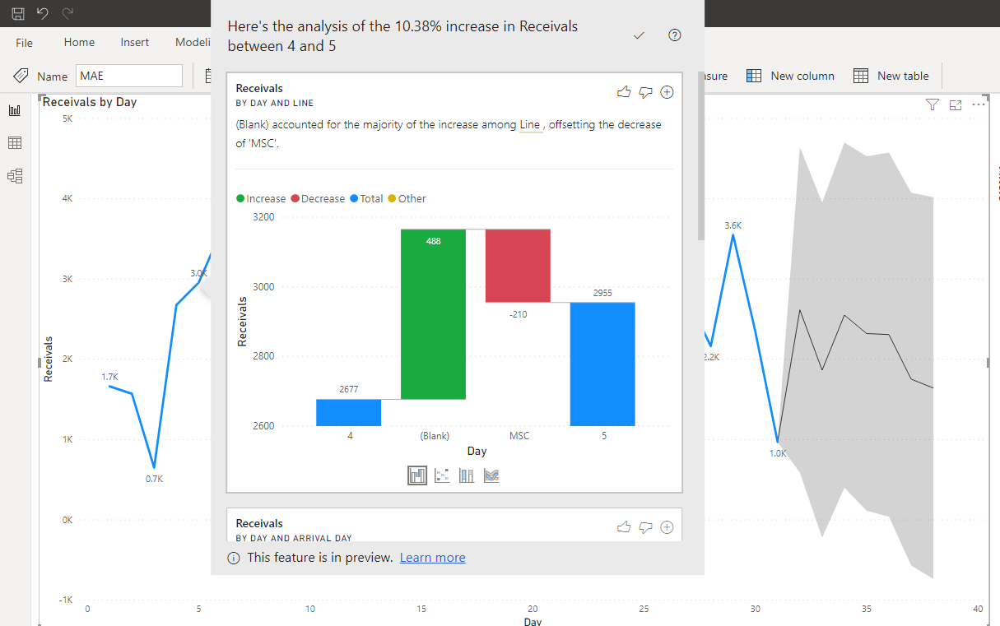 Here's the analysis of the 10.38% increase in Receivals
between 4 and 5
File
Home
Insert
Modeli
Name
MAE
sure
New column
New table
Receivals by Day
5K
4K
3K
2K
1K
0K
-1K
Receivals
1.7K
0.7K
3.0K
2.2K
3.6K
1.0K
0
5
10
15
20
25
30
35
40
Day
Receivals
BY DAY AND LINE
(Blank) accounted for the majority of the increase among Line , offsetting the decrease
of 'MSC'.
Increase Decrease Total Other
3200
3000
2800
2600
Receivals
2677
488
-210
2955
4
(Blank)
MSC
5
Day
Receivals
BY DAY AND ARRIVAL DAY
This feature is in preview. Learn more